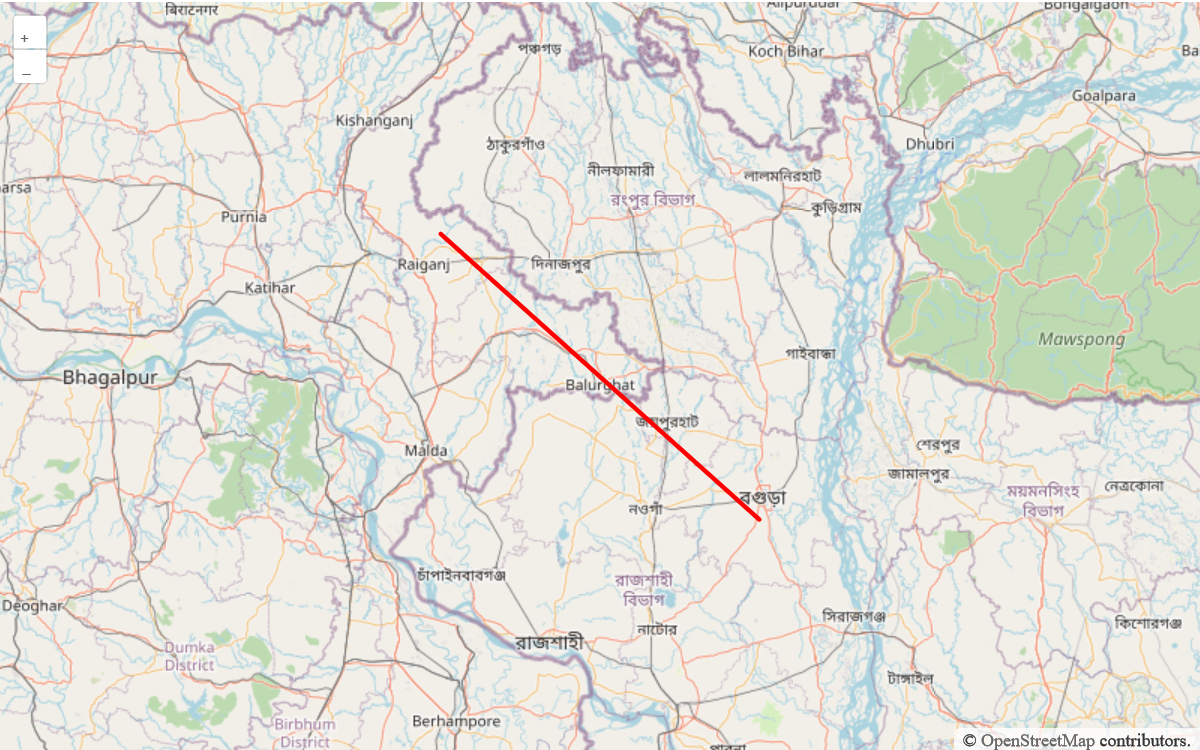 বিরাটনগর
Alipurduar
Bongaigaon
+
পঞ্চগড়
Koch Bihar
–
Goalpara
Kishanganj
ঠাকুরগাঁও
Dhubri
নীলফামারী
লালমনিরহাট
রংপুর বিভাগ
কুড়িগ্রাম
Purnia
Raiganj
দিনাজপুর
Katihar
Mawspong
গাইবান্ধা
Bhagalpur
Balurghat
জয়পুরহাট
শেরপুর
Malda
জামালপুর
নেত্রকোনা
ময়মনসিংহ
বিভাগ
বগুড়া
নওগাঁ
চাঁপাইনবাবগঞ্জ
রাজশাহী
বিভাগ
Deoghar
সিরাজগঞ্জ
কিশোরগঞ্জ
নাটোর
রাজশাহী
Dumka
District
টাঙ্গাইল
Berhampore
Birbhum
District
পাবনা
© OpenStreetMap contributors.